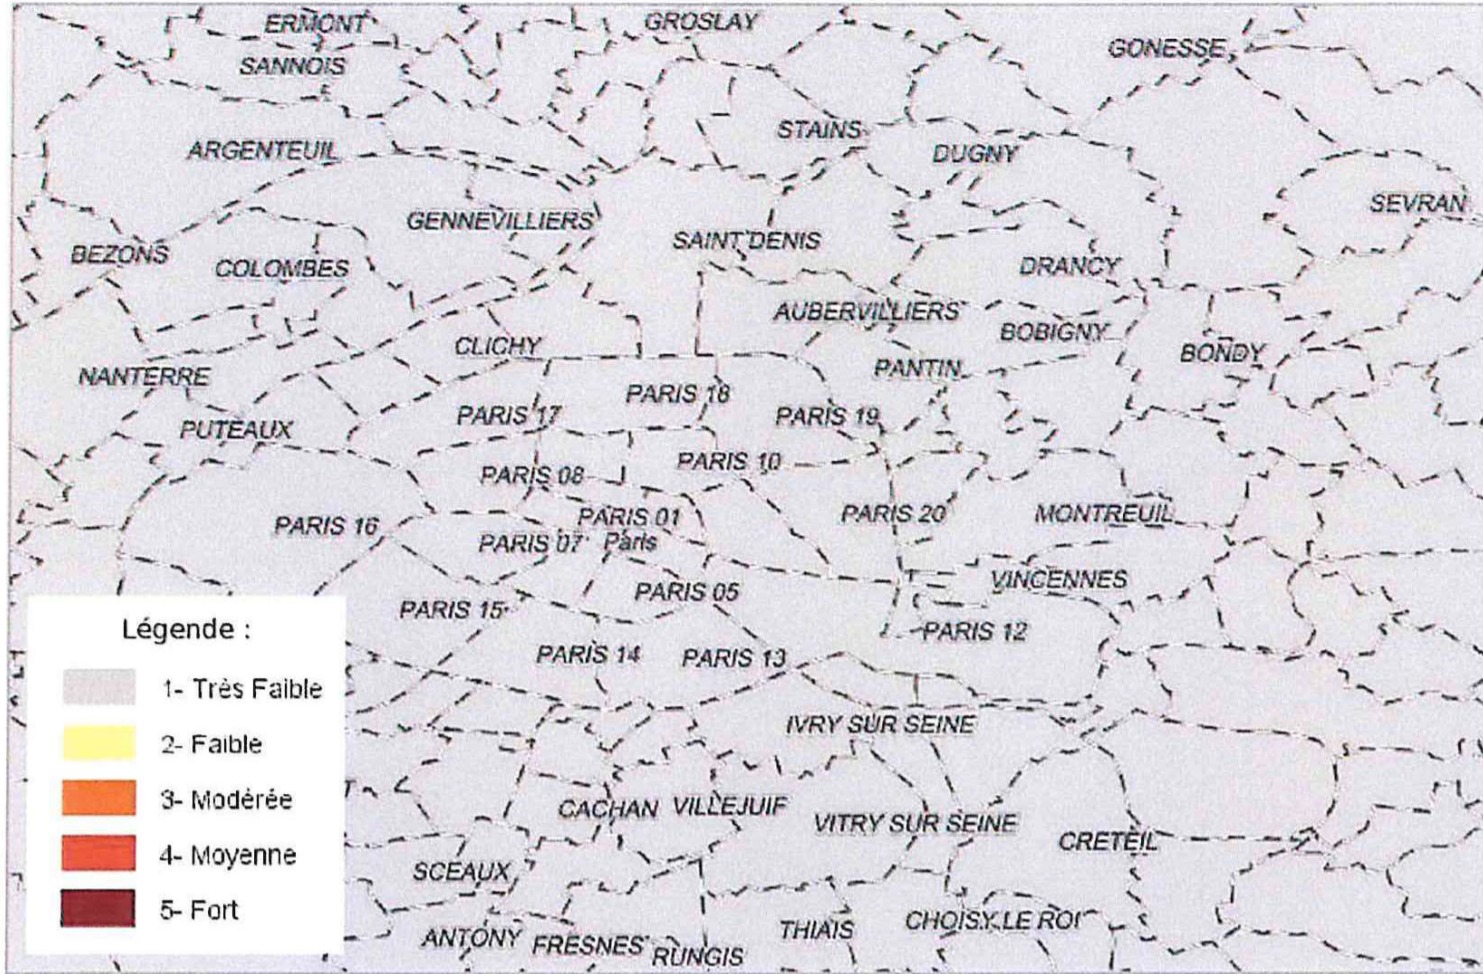 ERMONT
GROSLAY
GONESSE
SANNOIS
STAINS
ARGENTEUIL
DUGNY
SEVRAN
GENNEVILLIERS
SAINT DENIS
BEZONS
COLOMBES
DRANCY
AUBERVILLIERS
BOBIGNY
CLICHY
BONDY
NANTERRE
PANTIN
PARIS 18
PARIS 17
PARIS 19
PUTEAUX
PARIS 10
PARIS 08
PARIS 16
PARIS 01
PARIS 20
MONTREUIL
PARIS 07
Paris
VINCENNES
PARIS 05
PARIS 15
PARIS 12
PARIS 14
PARIS 13
IVRY SUR SEINE
CACHAN
VILLEJUIF
VITRY SUR SEINE
CRETEIL
SCEAUX
ANTONY
FRESNES
RUNGIS
THIAIS
CHOISY LE ROI
Légende :
1- Très Faible
2- Faible
3- Modérée
4- Moyenne
5- Fort